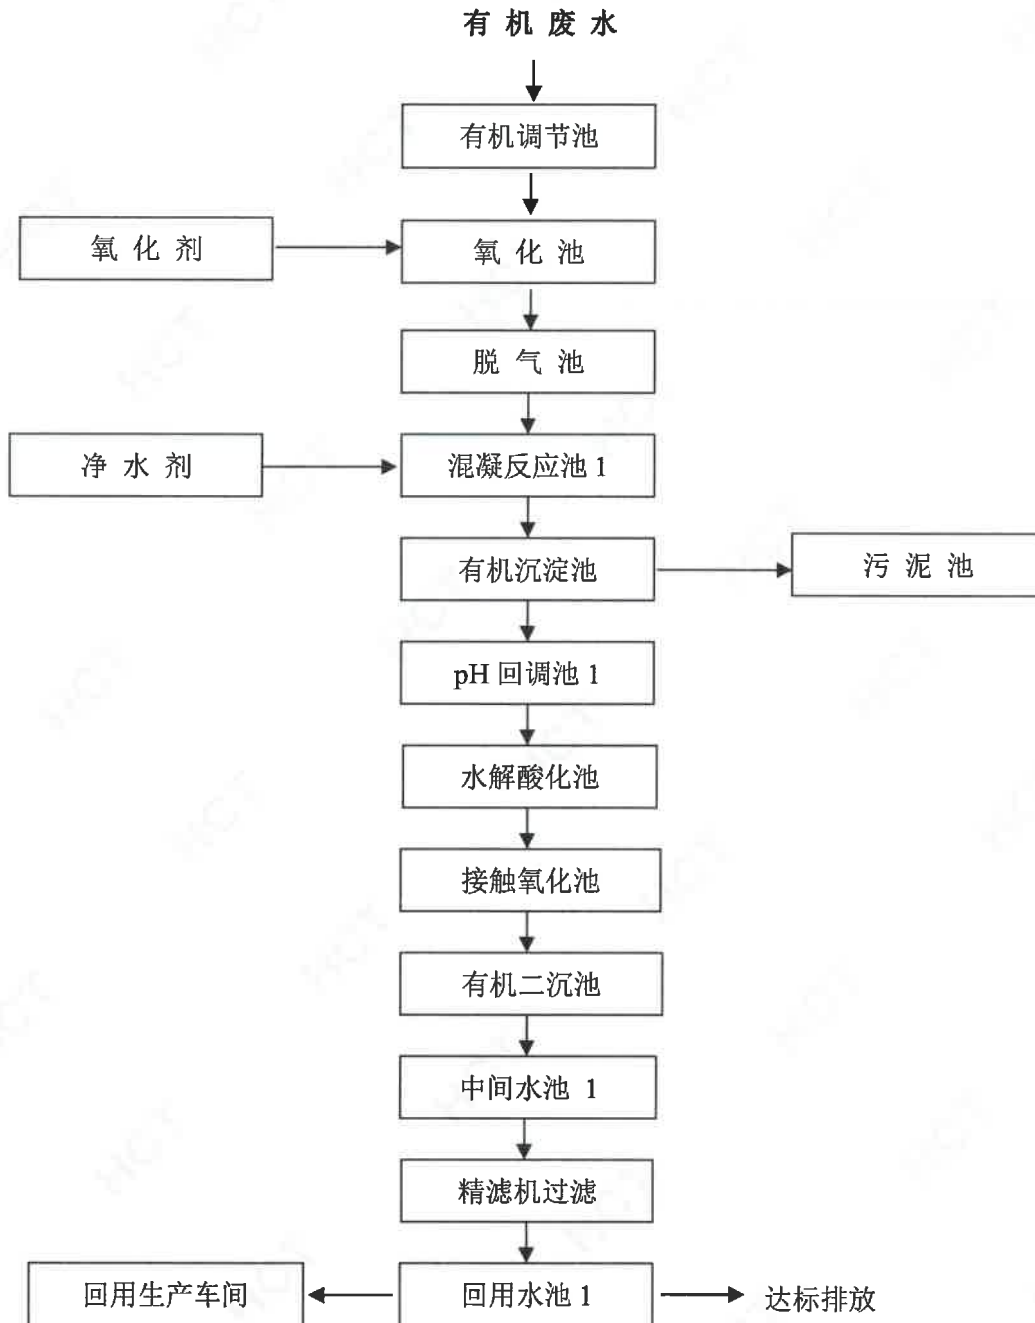 有机废水
有机调节池
氧化剂
氧化池
脱气池
净水剂
混凝反应池 1
有机沉淀池
污泥池
pH 回调池 1
水解酸化池
接触氧化池
有机二沉池
中间水池 1
精滤机过滤
回用生产车间
回用水池 1
达标排放
HCT